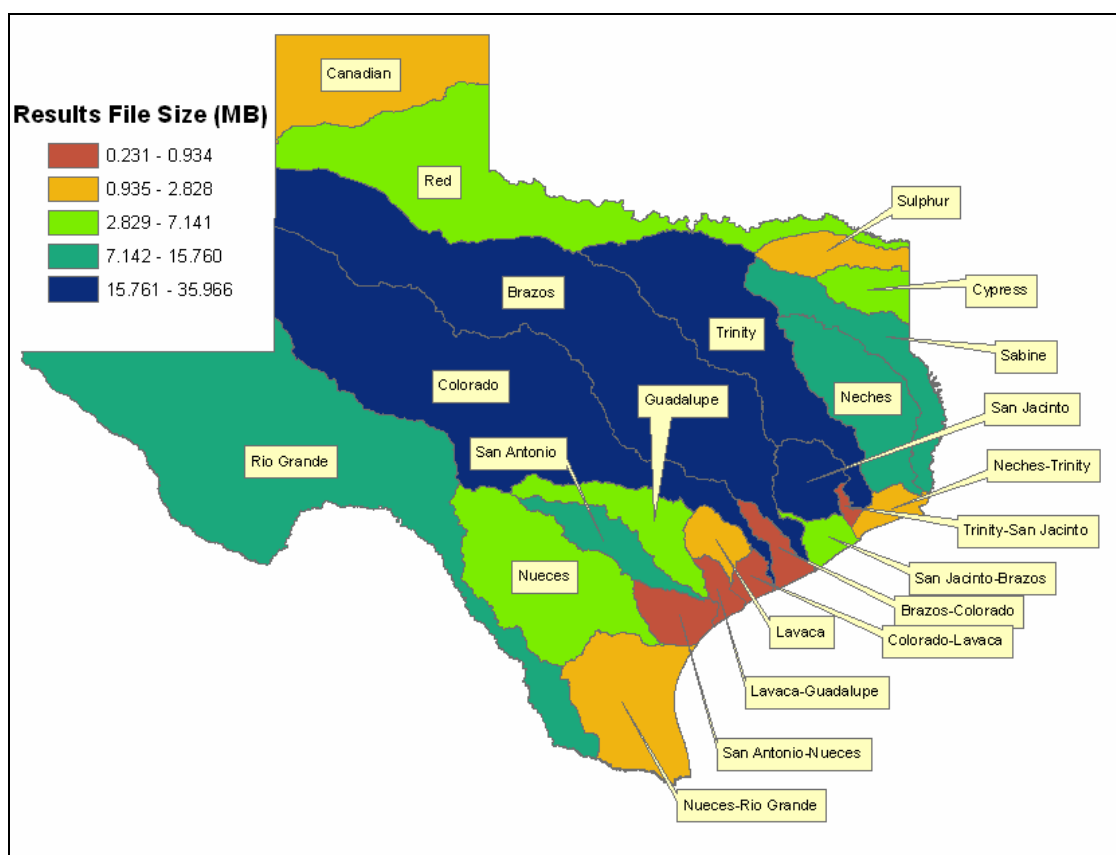 Canadian
Results File Size (MB)
0.231 - 0.934
0.935 - 2.828
2.829 - 7.141
7.142 - 15.760
15.761 - 35.966
Red
Sulphur
Brazos
Cypress
Trinity
Sabine
Colorado
Guadalupe
Neches
San Jacinto
San Antonio
Rio Grande
Neches-Trinity
Trinity-San Jacinto
Nueces
San Jacinto-Brazos
Brazos-Colorado
Lavaca
Colorado-Lavaca
Lavaca-Guadalupe
San Antonio-Nueces
Nueces-Rio Grande